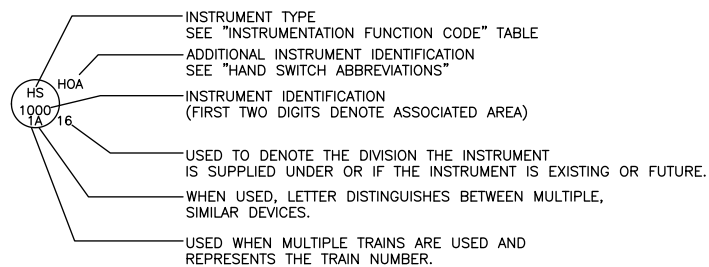 INSTRUMENT TYPE
SEE "INSTRUMENTATION FUNCTION CODE" TABLE
ADDITIONAL INSTRUMENT IDENTIFICATION
SEE "HAND SWITCH ABBREVIATIONS"
HOA
HS
1000
1A
16
INSTRUMENT IDENTIFICATION
(FIRST TWO DIGITS DENOTE ASSOCIATED AREA)
USED TO DENOTE THE DIVISION THE INSTRUMENT
IS SUPPLIED UNDER OR IF THE INSTRUMENT IS EXISTING OR FUTURE.
WHEN USED, LETTER DISTINGUISHES BETWEEN MULTIPLE,
SIMILAR DEVICES.
USED WHEN MULTIPLE TRAINS ARE USED AND
REPRESENTS THE TRAIN NUMBER.